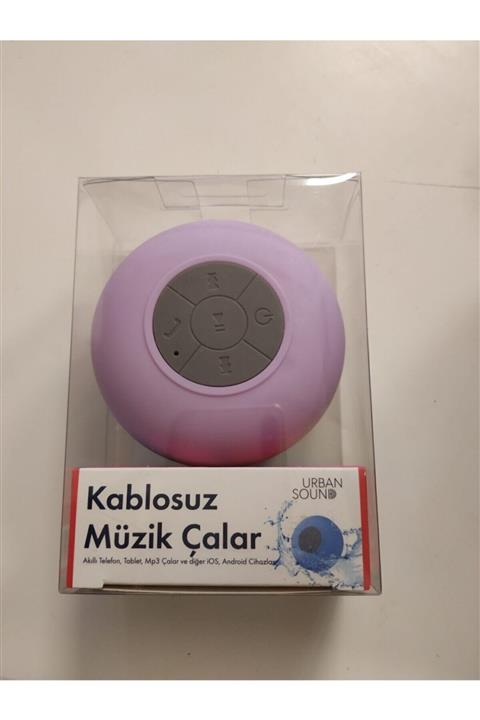 URBAN
SOUND
Kablosuz
Müzik Çalar
Akıllı Telefon, Tablet, Mp3 Çalar ve diğer iOS, Android Cihazlar